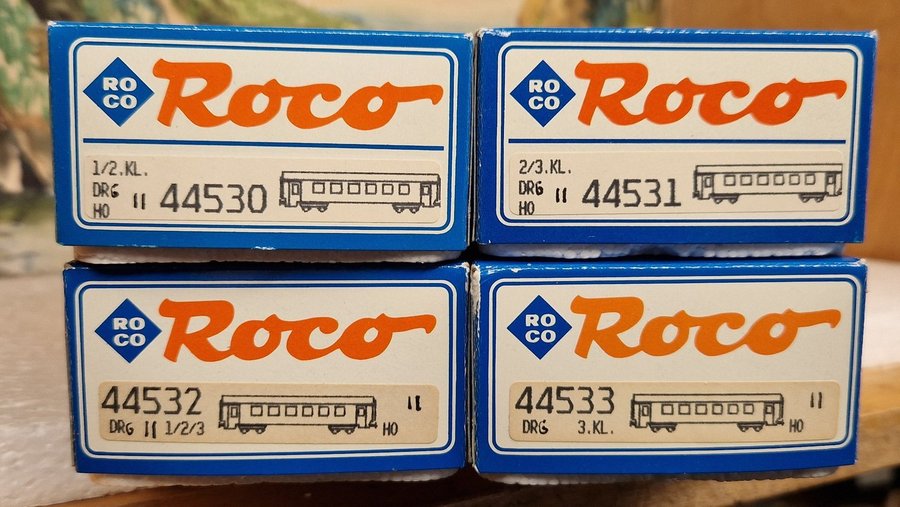 RO
CO
Roco
1/2.KL.
DRG
HO
II
44530
RO
CO
Roco
2/3.KL.
DRG
HO
II
44531
RO
CO
Roco
44532
DRG II 1/2/3
HO
II
RO
CO
Roco
44533
DRG 3.KL.
HO
II